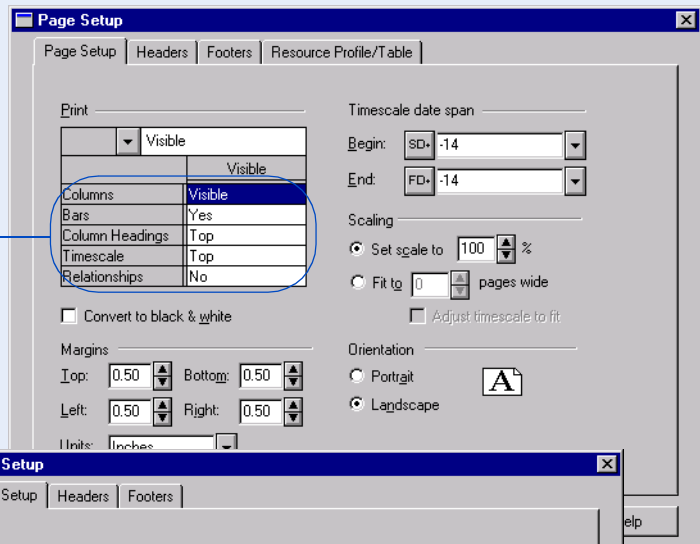 Page Setup
Page Setup Headers Footers Resource Profile/Table
Print
Visible
Visible
Columns Visible
Bars Yes
Column Headings Top
Timescale Top
Relationships No
Convert to black & white
Margins
Top: 0.50 Bottom: 0.50
Left: 0.50 Right: 0.50
Units: Inches
Timescale date span
Begin: SD+ -14
End: FD+ -14
Scaling
Set scale to 100 %
Fit to 0 pages wide
Adjust timescale to fit
Orientation
Portrait
A
Landscape
Setup
Setup Headers Footers
elp